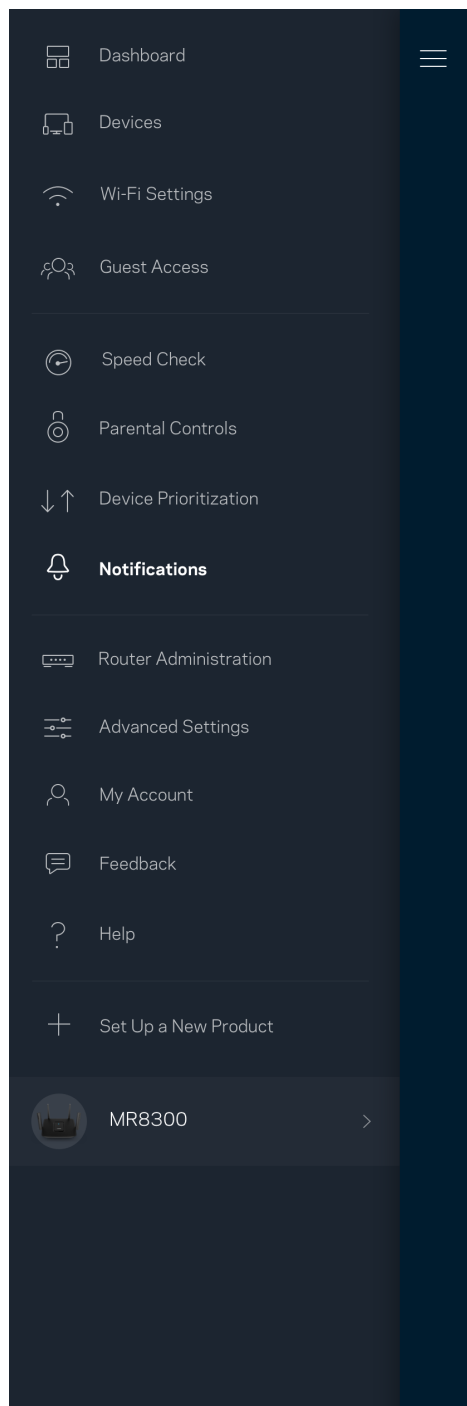 Dashboard
Devices
Wi-Fi Settings
Guest Access
Speed Check
Parental Controls
Device Prioritization
Notifications
Router Administration
Advanced Settings
My Account
Feedback
Help
Set Up a New Product
MR8300